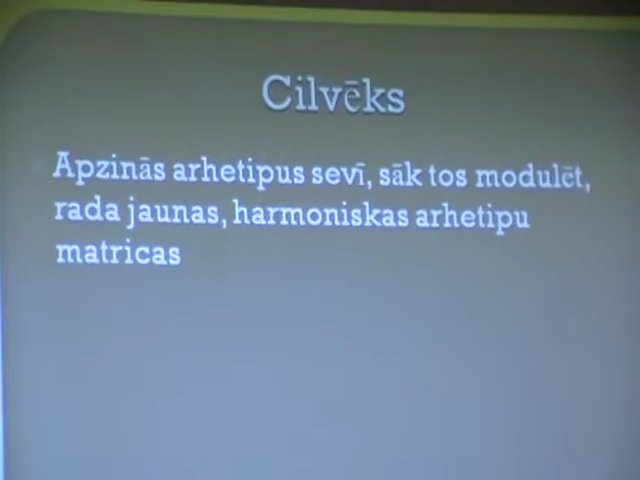 Cilvēks
Apzinās arhetipus sevī, sāk tos modulēt,
rada jaunas, harmoniskas arhetipu
matricas